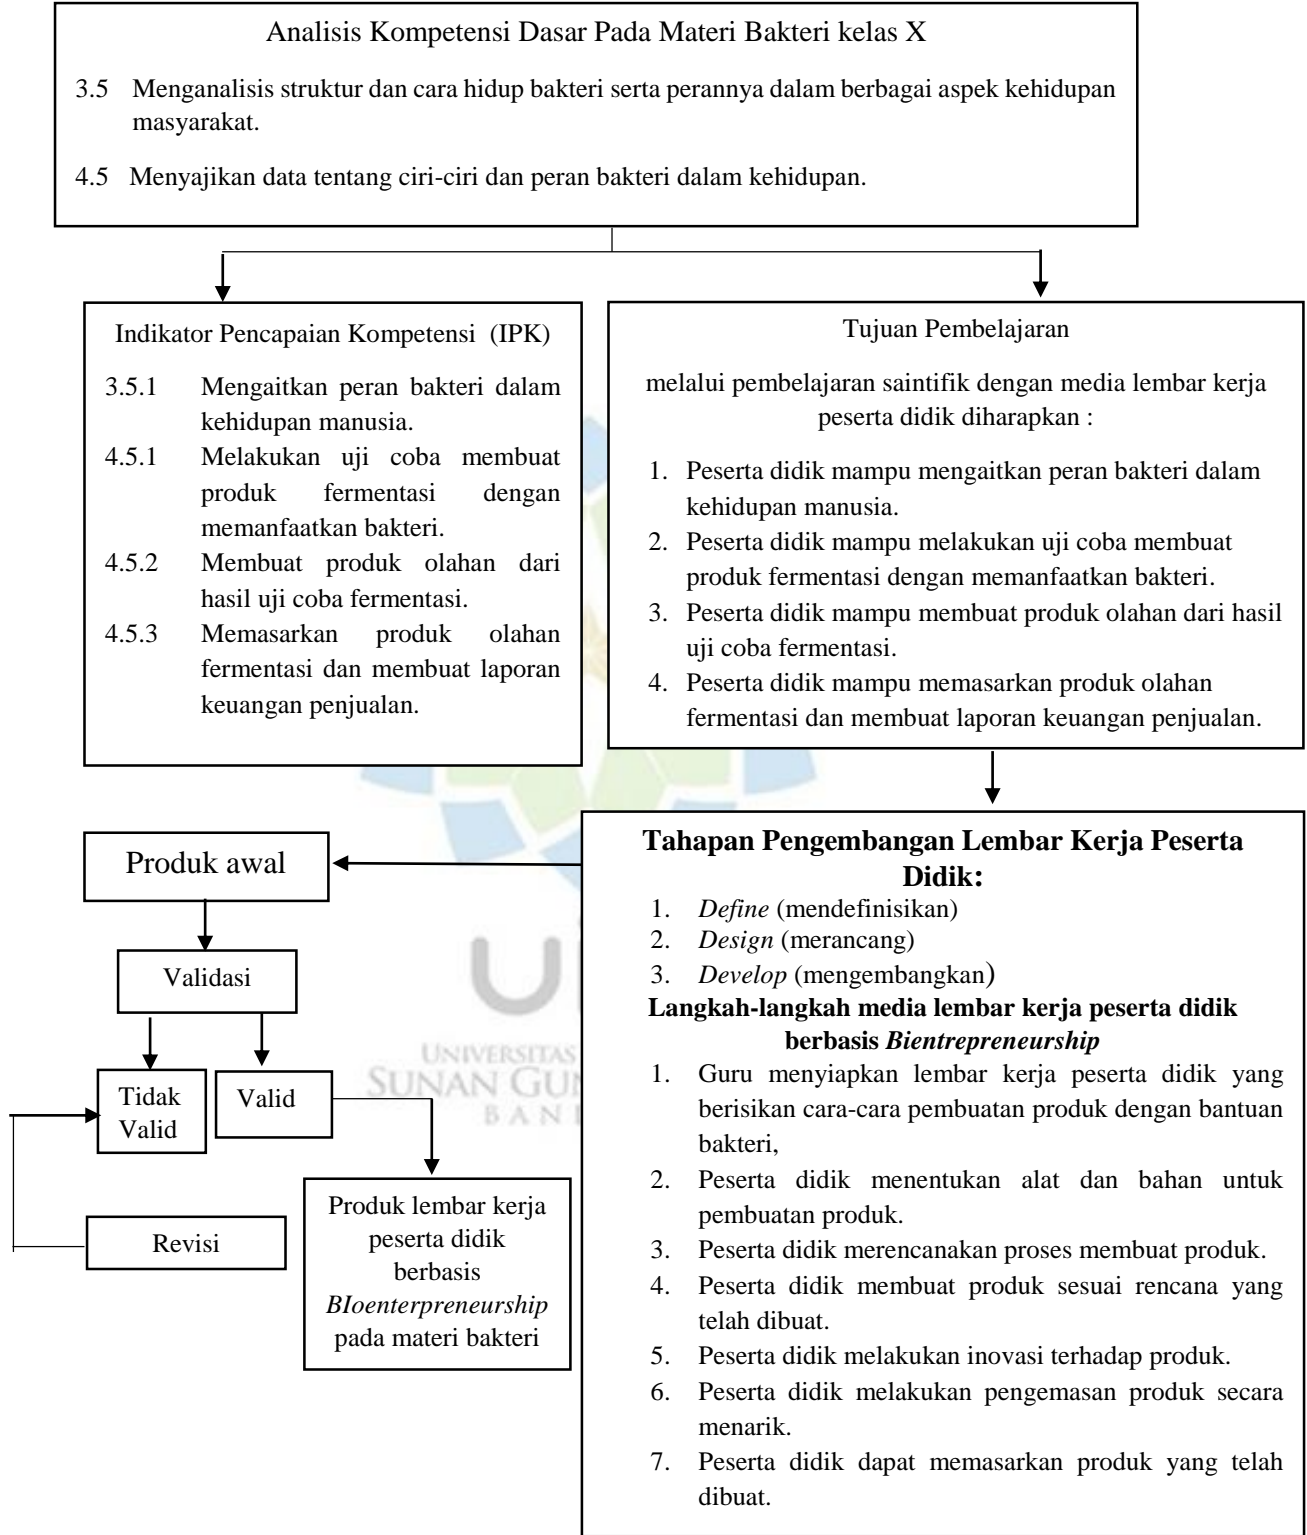 Analisis Kompetensi Dasar Pada Materi Bakteri kelas X
3.5 Menganalisis struktur dan cara hidup bakteri serta perannya dalam berbagai aspek kehidupan
masyarakat.
4.5 Menyajikan data tentang ciri-ciri dan peran bakteri dalam kehidupan.
Indikator Pencapaian Kompetensi (IPK)
3.5.1 Mengaitkan peran bakteri dalam
kehidupan manusia.
4.5.1 Melakukan uji coba membuat
produk fermentasi dengan
memanfaatkan bakteri.
4.5.2 Membuat produk olahan dari
hasil uji coba fermentasi.
4.5.3 Memasarkan produk olahan
fermentasi dan membuat laporan
keuangan penjualan.
Tujuan Pembelajaran
melalui pembelajaran saintifik dengan media lembar kerja
peserta didik diharapkan :
1. Peserta didik mampu mengaitkan peran bakteri dalam
kehidupan manusia.
2. Peserta didik mampu melakukan uji coba membuat
produk fermentasi dengan memanfaatkan bakteri.
3. Peserta didik mampu membuat produk olahan dari hasil
uji coba fermentasi.
4. Peserta didik mampu memasarkan produk olahan
fermentasi dan membuat laporan keuangan penjualan.
Tahapan Pengembangan Lembar Kerja Peserta
Didik:
1. Define (mendefinisikan)
2. Design (merancang)
3. Develop (mengembangkan)
Langkah-langkah media lembar kerja peserta didik
berbasis Bientrepreneurship
1. Guru menyiapkan lembar kerja peserta didik yang
berisikan cara-cara pembuatan produk dengan bantuan
bakteri,
2. Peserta didik menentukan alat dan bahan untuk
pembuatan produk.
3. Peserta didik merencanakan proses membuat produk.
4. Peserta didik membuat produk sesuai rencana yang
telah dibuat.
5. Peserta didik melakukan inovasi terhadap produk.
6. Peserta didik melakukan pengemasan produk secara
menarik.
7. Peserta didik dapat memasarkan produk yang telah
dibuat.
Produk awal
Validasi
Tidak
Valid
Valid
Revisi
Produk lembar kerja
peserta didik
berbasis
BIoenterpreneurship
pada materi bakteri
UNIVERSITAS
SUNAN